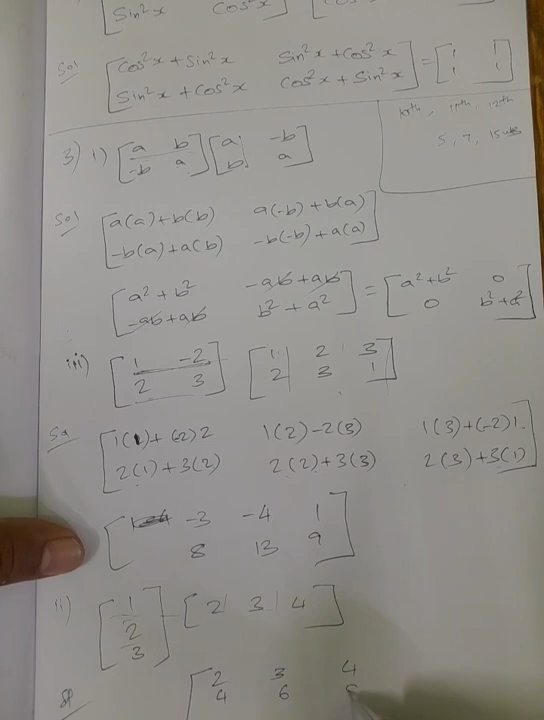 Sin²x Cos²x
Sol [Cos²x + Sin²x Sin²x + Cos²x] = [1 1]
[Sin²x + Cos²x Cos²x + Sin²x] [1 1]
10th, 11th, 12th
5, 7, 15
3) i) [a b] [a -b]
[-b a] [b a]
Sol [a(a)+b(b) a(-b)+b(a)]
[-b(a)+a(b) -b(-b)+a(a)]
[a²+b² -ab+ab] = [a²+b² 0]
[-ab+ab b²+a²] [0 b²+a²]
iii) [1 -2] [1 2 3]
[2 3] [2 3 1]
[1(1)+(-2)2 1(2)-2(3) 1(3)+(-2)1]
[2(1)+3(2) 2(2)+3(3) 2(3)+3(1)]
[-3 -4 1]
[8 13 9]
ii) [1] [2 3 4]
[2]
[3]
[2 3 4
4 6